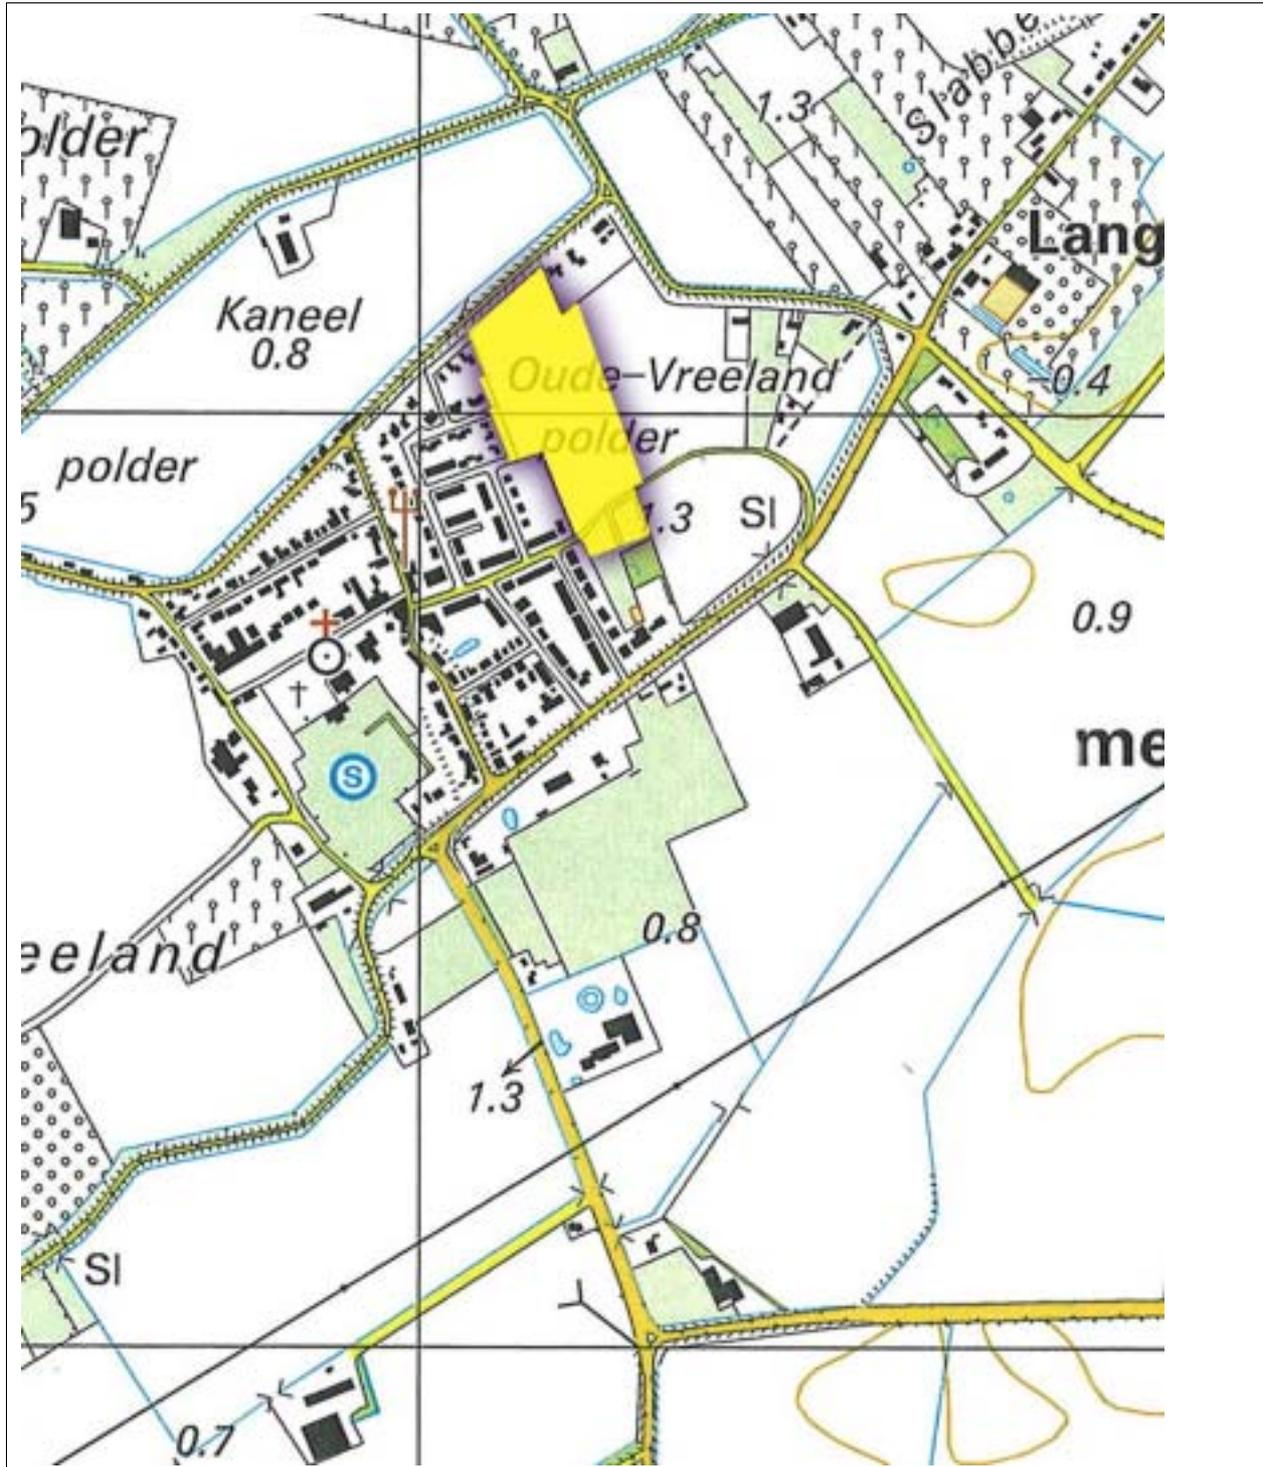 slabbe
1.3
older
Lang
Kaneel
0.8
Oude-Vreeland
-0.4
polder
polder
5
1.3
Sl
0.9
S
me
0.8
eeland
1.3
Sl
0.7